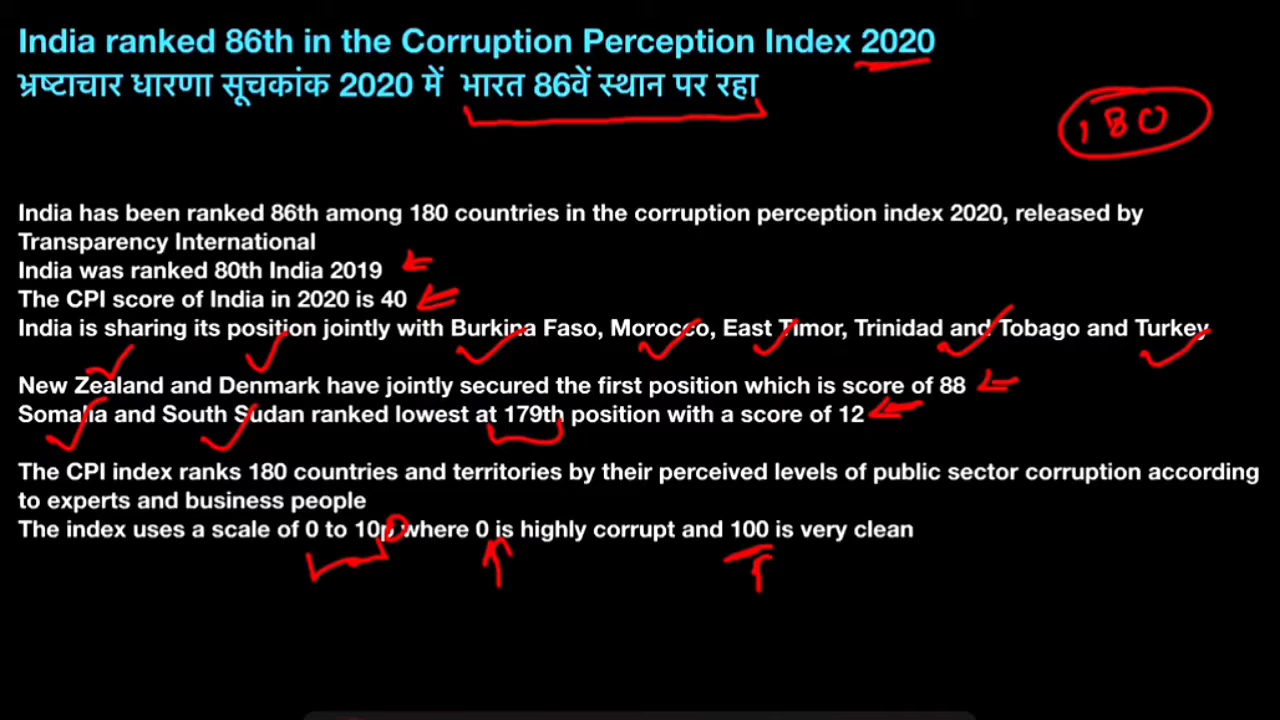 India ranked 86th in the Corruption Perception Index 2020
भ्रष्टाचार धारणा सूचकांक 2020 में भारत 86वें स्थान पर रहा
180
India has been ranked 86th among 180 countries in the corruption perception index 2020, released by
Transparency International
India was ranked 80th India 2019
The CPI score of India in 2020 is 40
India is sharing its position jointly with Burkina Faso, Morocco, East Timor, Trinidad and Tobago and Turkey
New Zealand and Denmark have jointly secured the first position which is score of 88
Somalia and South Sudan ranked lowest at 179th position with a score of 12
The CPI index ranks 180 countries and territories by their perceived levels of public sector corruption according
to experts and business people
The index uses a scale of 0 to 10p where 0 is highly corrupt and 100 is very clean